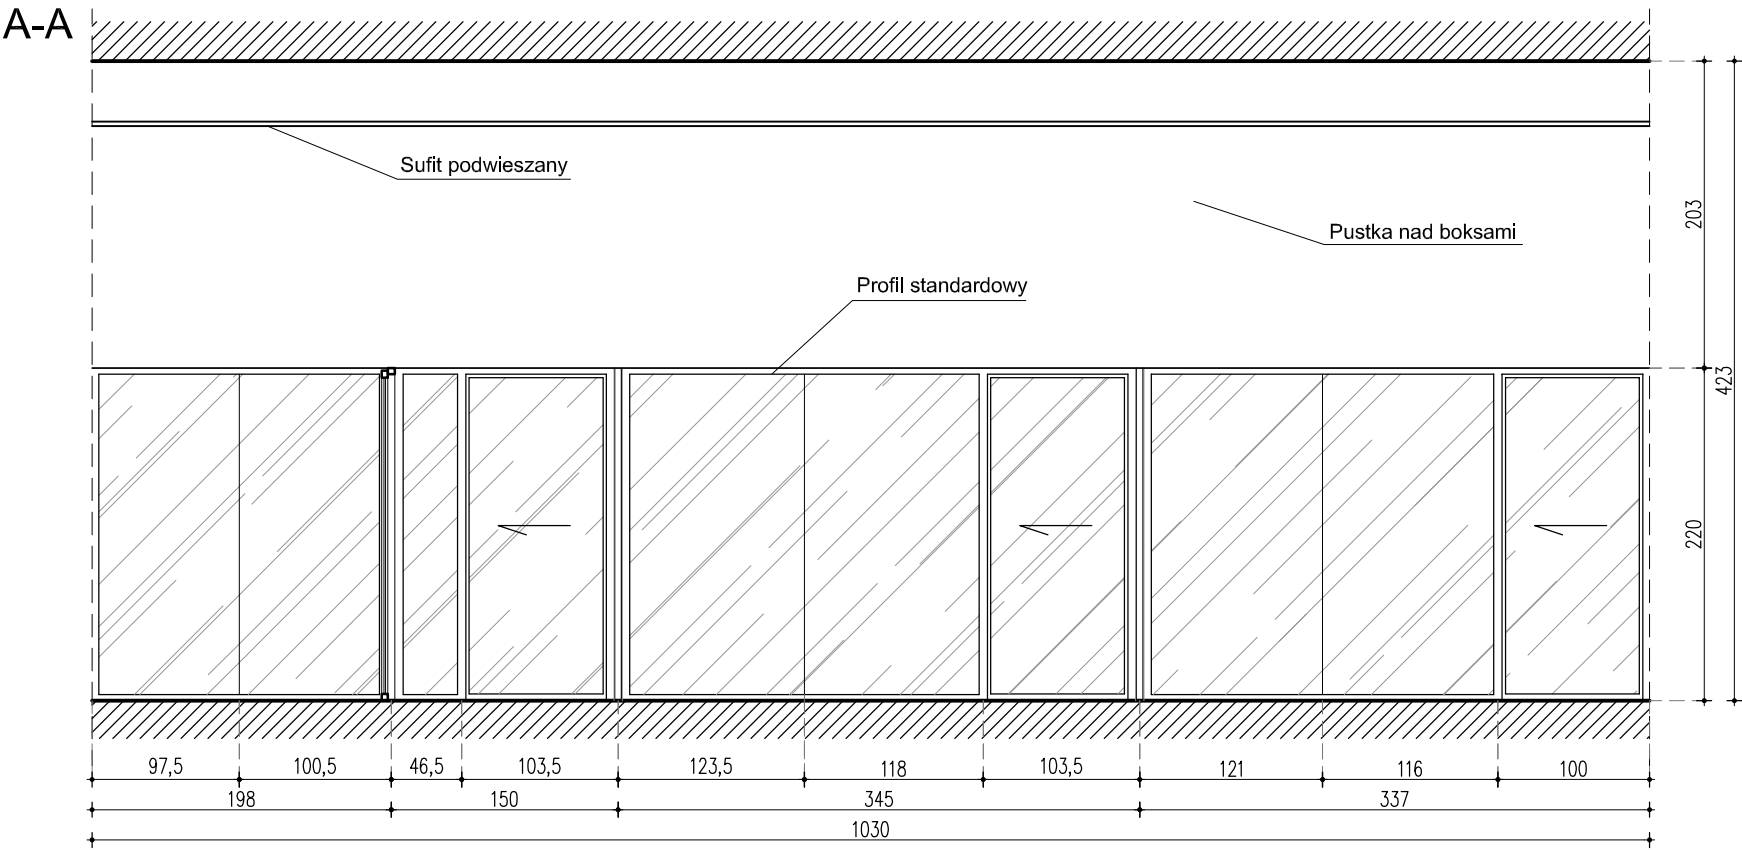 A-A
Sufit podwieszany
203
Pustka nad boksami
Profil standardowy
423
220
97,5 100,5 46,5 103,5 123,5 118 103,5 121 116 100
198 150 345 337
1030